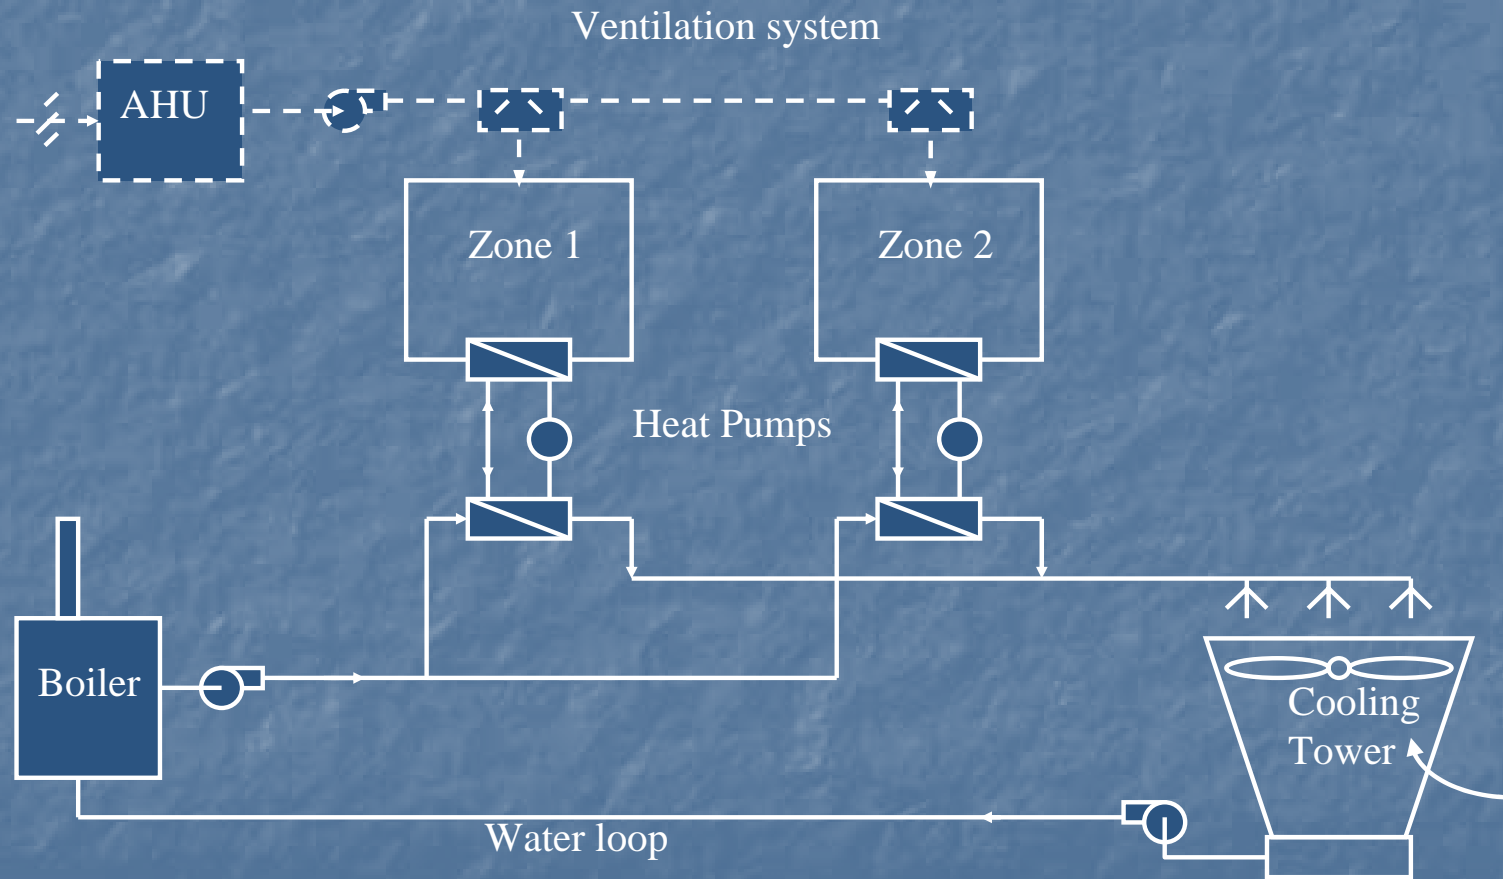 Ventilation system
AHU
Zone 1
Zone 2
Heat Pumps
Boiler
Cooling
Tower
Water loop